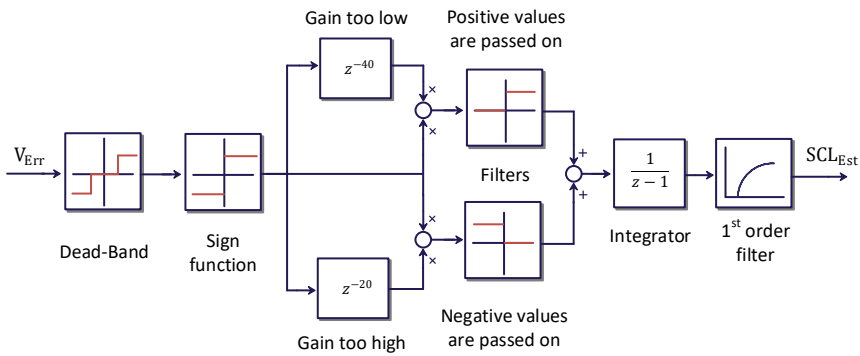 Gain too low
Positive values
are passed on
z⁻⁴⁰
×
×
V_Err
Dead-Band
Sign
function
Filters
+
+
1
z − 1
Integrator
SCL_Est
1st order
filter
×
×
z⁻²⁰
Gain too high
Negative values
are passed on